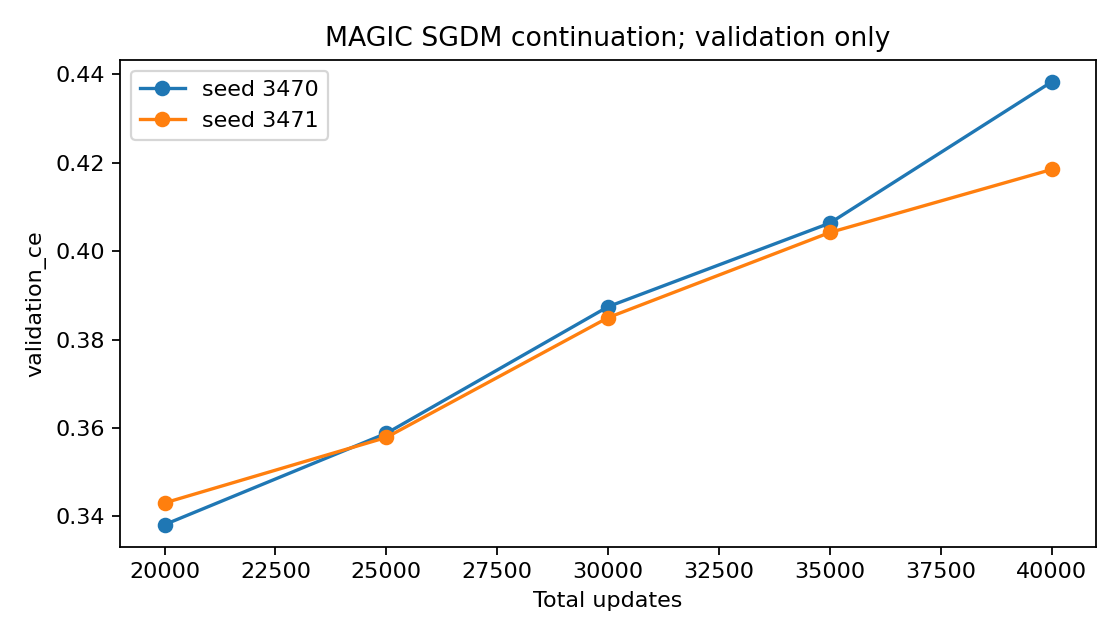 MAGIC SGDM continuation; validation only
seed 3470
seed 3471
validation_ce
0.44
0.42
0.40
0.38
0.36
0.34
20000 22500 25000 27500 30000 32500 35000 37500 40000
Total updates